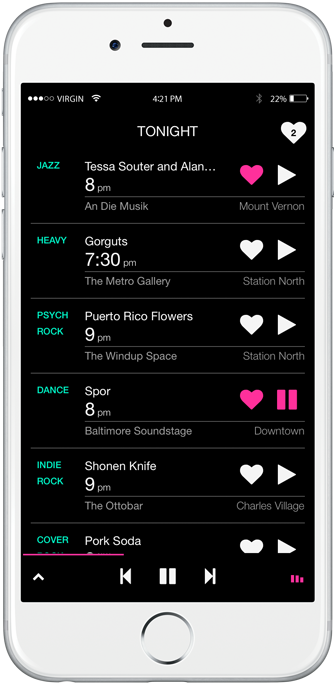 VIRGIN 4:21 PM 22%
TONIGHT
2
JAZZ
Tessa Souter and Alan...
8 pm
An Die Musik Mount Vernon
HEAVY
Gorguts
7:30 pm
The Metro Gallery Station North
PSYCH
ROCK
Puerto Rico Flowers
9 pm
The Windup Space Station North
DANCE
Spor
8 pm
Baltimore Soundstage Downtown
INDIE
ROCK
Shonen Knife
9 pm
The Ottobar Charles Village
COVER
Pork Soda